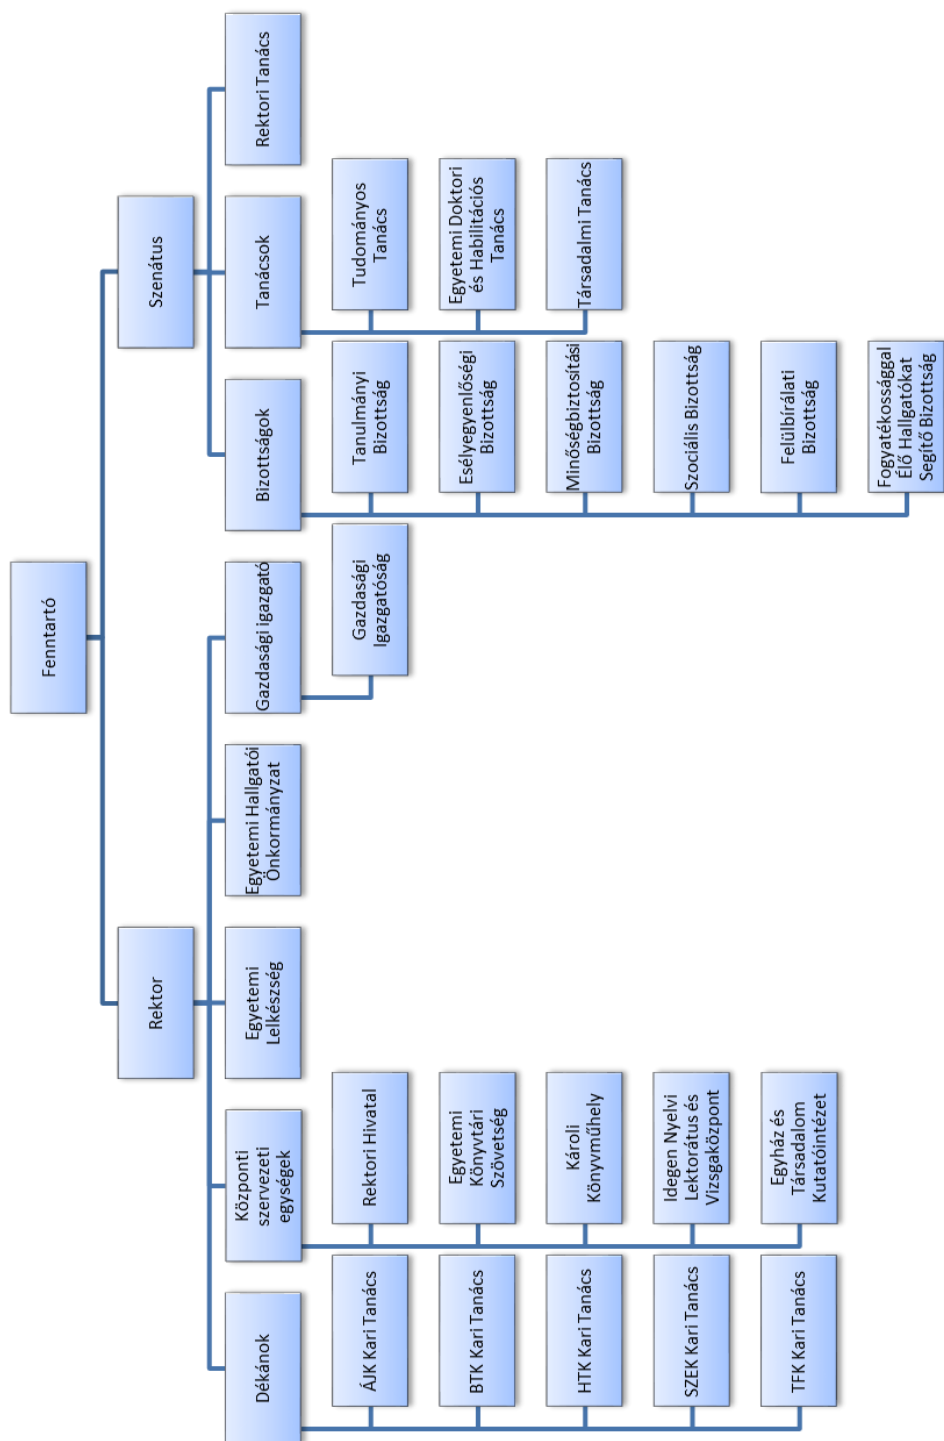 Fenntartó
Rektor
Szenátus
Dékánok
Központi
szervezeti
egységek
Egyetemi
Lelkészség
Egyetemi Hallgatói
Önkormányzat
Gazdasági igazgató
Bizottságok
Tanácsok
Rektori Tanács
ÁJK Kari Tanács
BTK Kari Tanács
HTK Kari Tanács
SZEK Kari Tanács
TFK Kari Tanács
Rektori Hivatal
Egyetemi
Könyvtári
Szövetség
Károli
Könyvműhely
Idegen Nyelvi
Lektorátus és
Vizsgaközpont
Egyház és
Társadalom
Kutatóintézet
Gazdasági
Igazgatóság
Tanulmányi
Bizottság
Esélyegyenlőségi
Bizottság
Minőségbiztosítási
Bizottság
Szociális Bizottság
Felülbírálati
Bizottság
Fogyatékossággal
Élő Hallgatókat
Segítő Bizottság
Tudományos
Tanács
Egyetemi Doktori
és Habilitációs
Tanács
Társadalmi Tanács